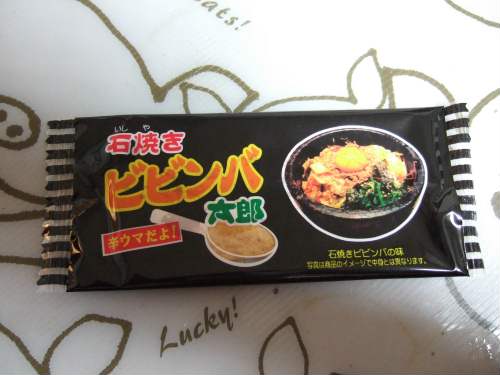 ats!
いし や
石焼き
ビビンバ
太郎
辛ウマだよ!
石焼きビビンバの味
写真は商品のイメージで中身とは異なります。
Lucky!
Lucky!